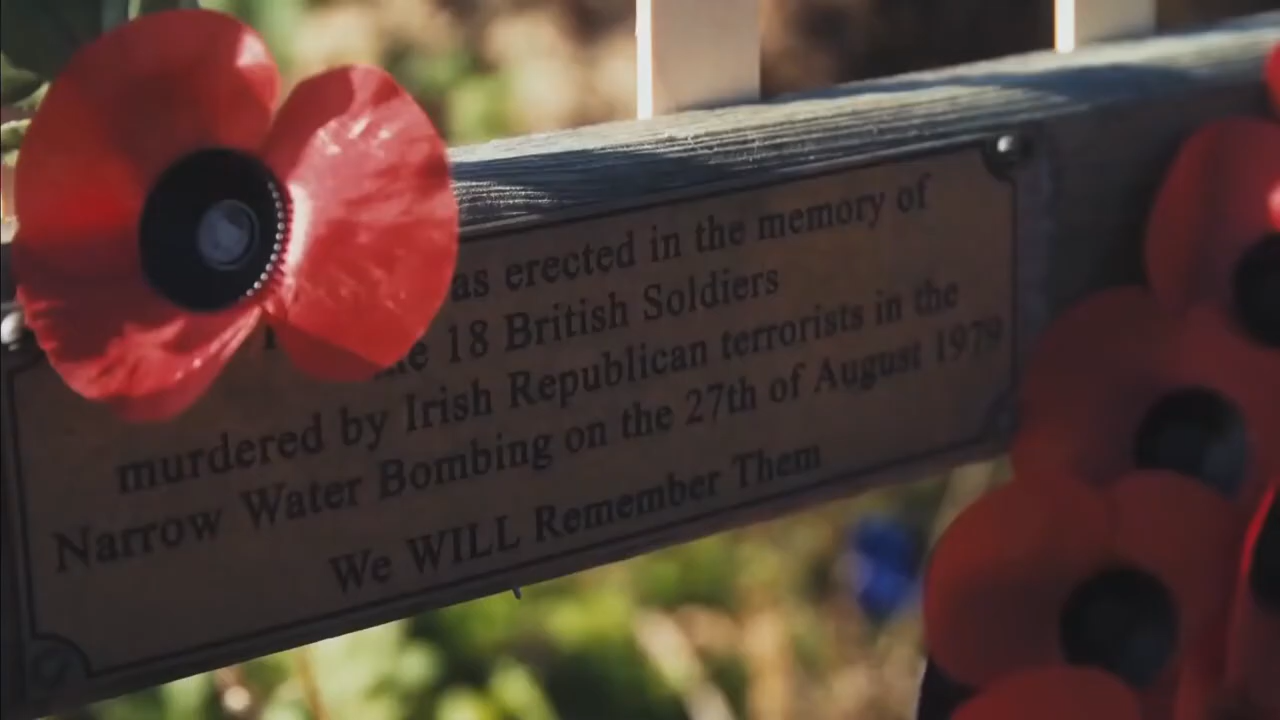 as erected in the memory of
18 British Soldiers
murdered by Irish Republican terrorists in the
Narrow Water Bombing on the 27th of August 1979
We WILL Remember Them